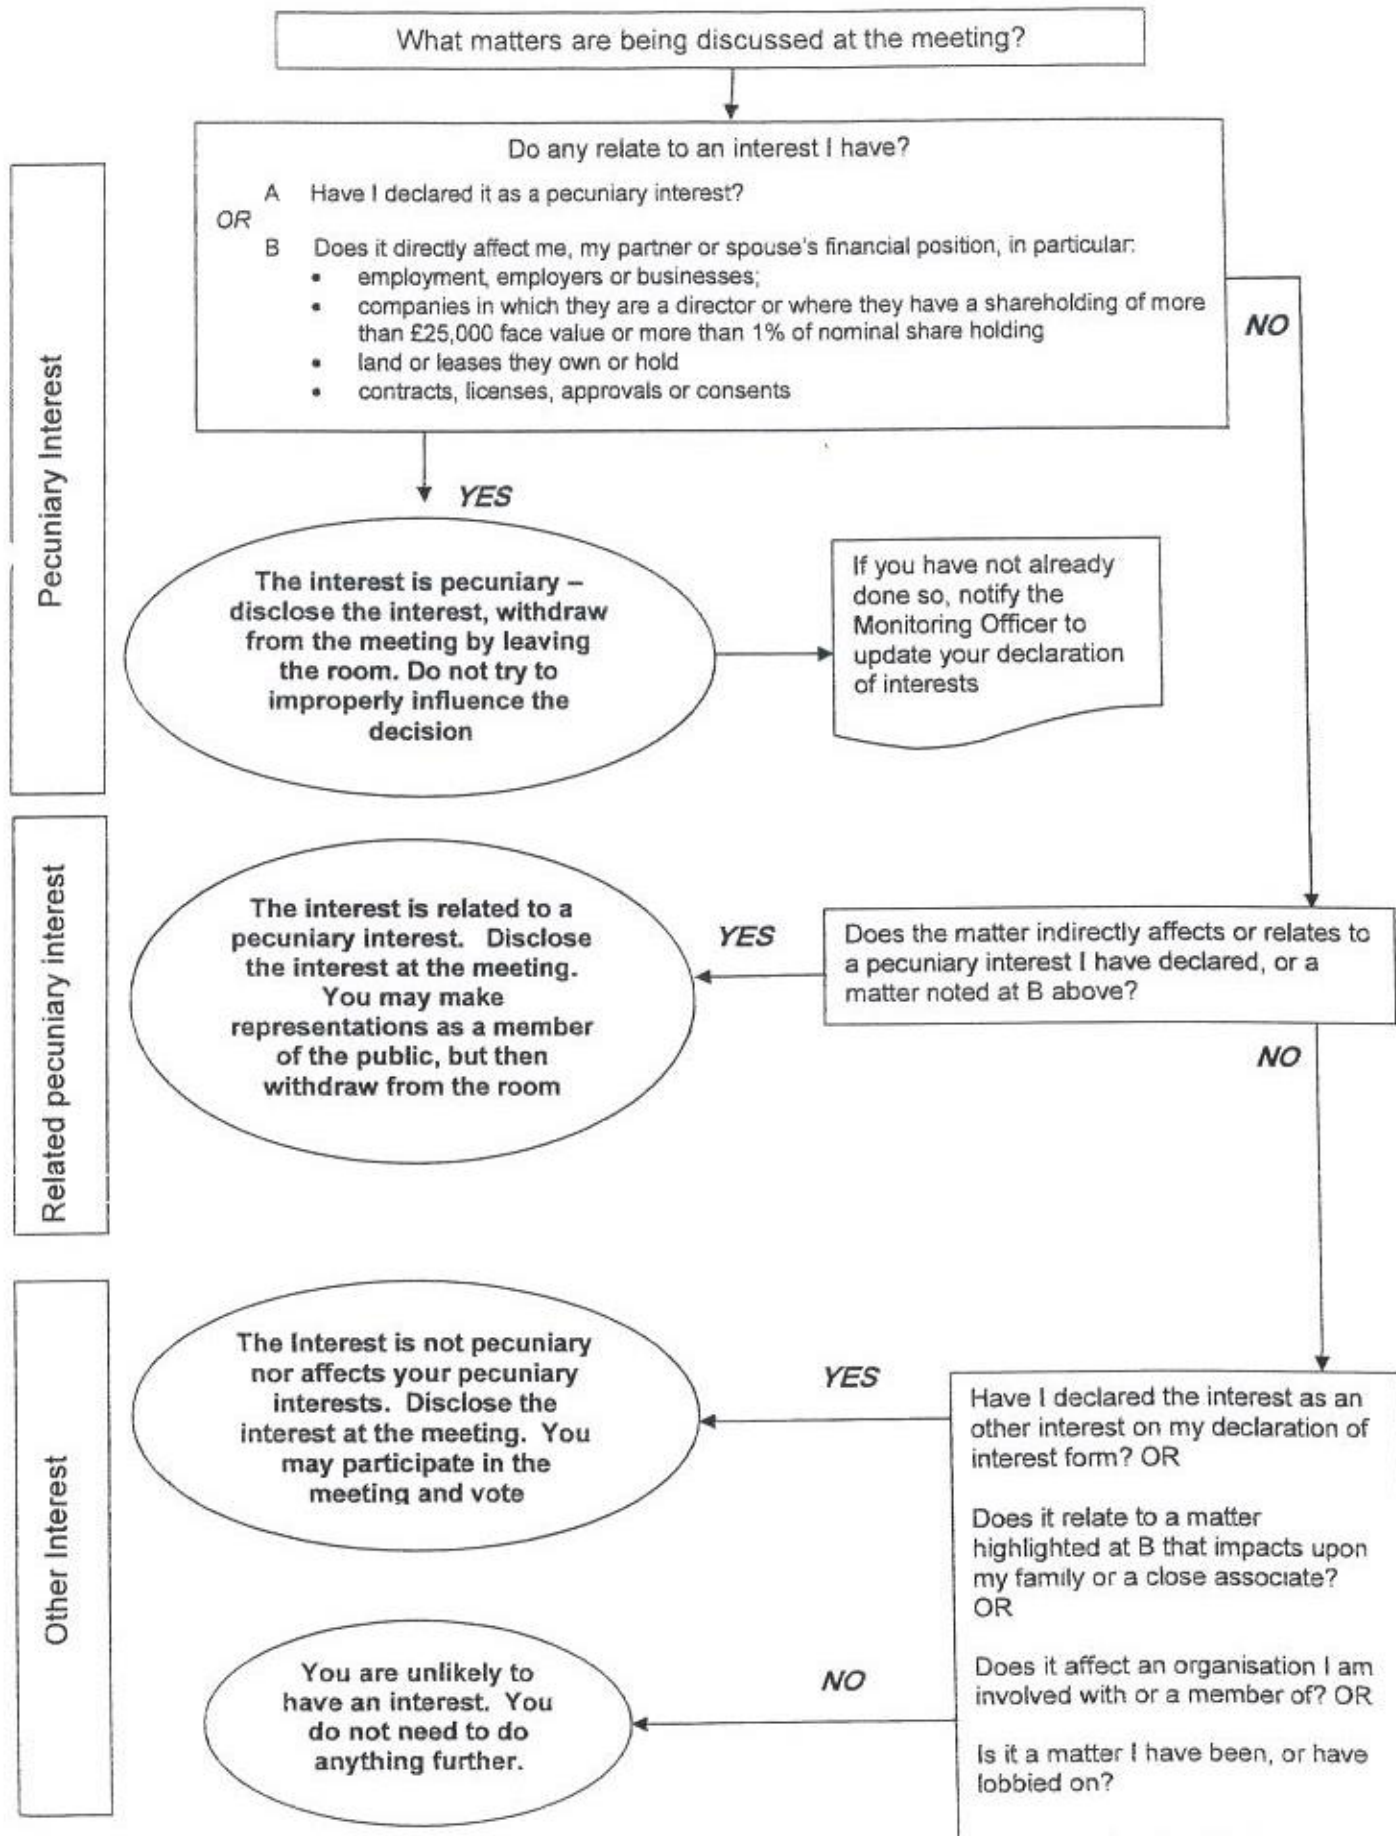 What matters are being discussed at the meeting?
Do any relate to an interest I have?
A Have I declared it as a pecuniary interest?
OR
B Does it directly affect me, my partner or spouse's financial position, in particular:
• employment, employers or businesses;
• companies in which they are a director or where they have a shareholding of more
than £25,000 face value or more than 1% of nominal share holding
• land or leases they own or hold
• contracts, licenses, approvals or consents
NO
Pecuniary Interest
YES
The interest is pecuniary –
disclose the interest, withdraw
from the meeting by leaving
the room. Do not try to
improperly influence the
decision
If you have not already
done so, notify the
Monitoring Officer to
update your declaration
of interests
Related pecuniary interest
The interest is related to a
pecuniary interest. Disclose
the interest at the meeting.
You may make
representations as a member
of the public, but then
withdraw from the room
YES
Does the matter indirectly affects or relates to
a pecuniary interest I have declared, or a
matter noted at B above?
NO
Other Interest
The Interest is not pecuniary
nor affects your pecuniary
interests. Disclose the
interest at the meeting. You
may participate in the
meeting and vote
YES
Have I declared the interest as an
other interest on my declaration of
interest form? OR
Does it relate to a matter
highlighted at B that impacts upon
my family or a close associate?
OR
Does it affect an organisation I am
involved with or a member of? OR
Is it a matter I have been, or have
lobbied on?
NO
You are unlikely to
have an interest. You
do not need to do
anything further.